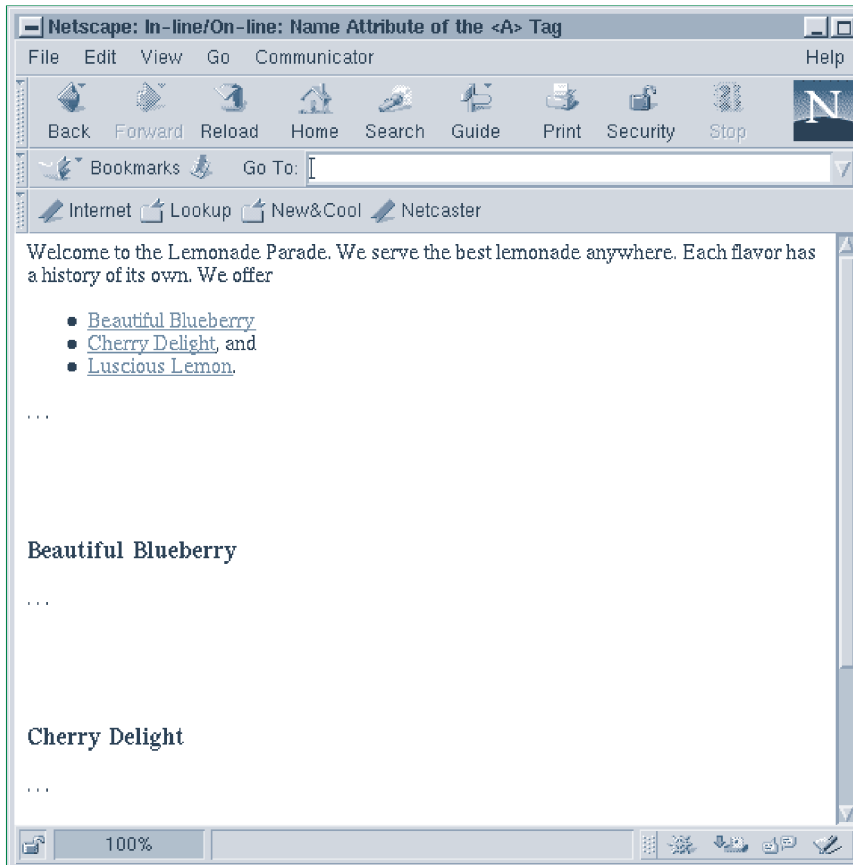 Netscape: In-line/On-line: Name Attribute of the <A> Tag
File Edit View Go Communicator Help
Back Forward Reload Home Search Guide Print Security Stop N
Bookmarks Go To:
Internet Lookup New&Cool Netcaster
Welcome to the Lemonade Parade. We serve the best lemonade anywhere. Each flavor has
a history of its own. We offer
• Beautiful Blueberry
• Cherry Delight, and
• Luscious Lemon.
. . .
Beautiful Blueberry
. . .
Cherry Delight
. . .
100%